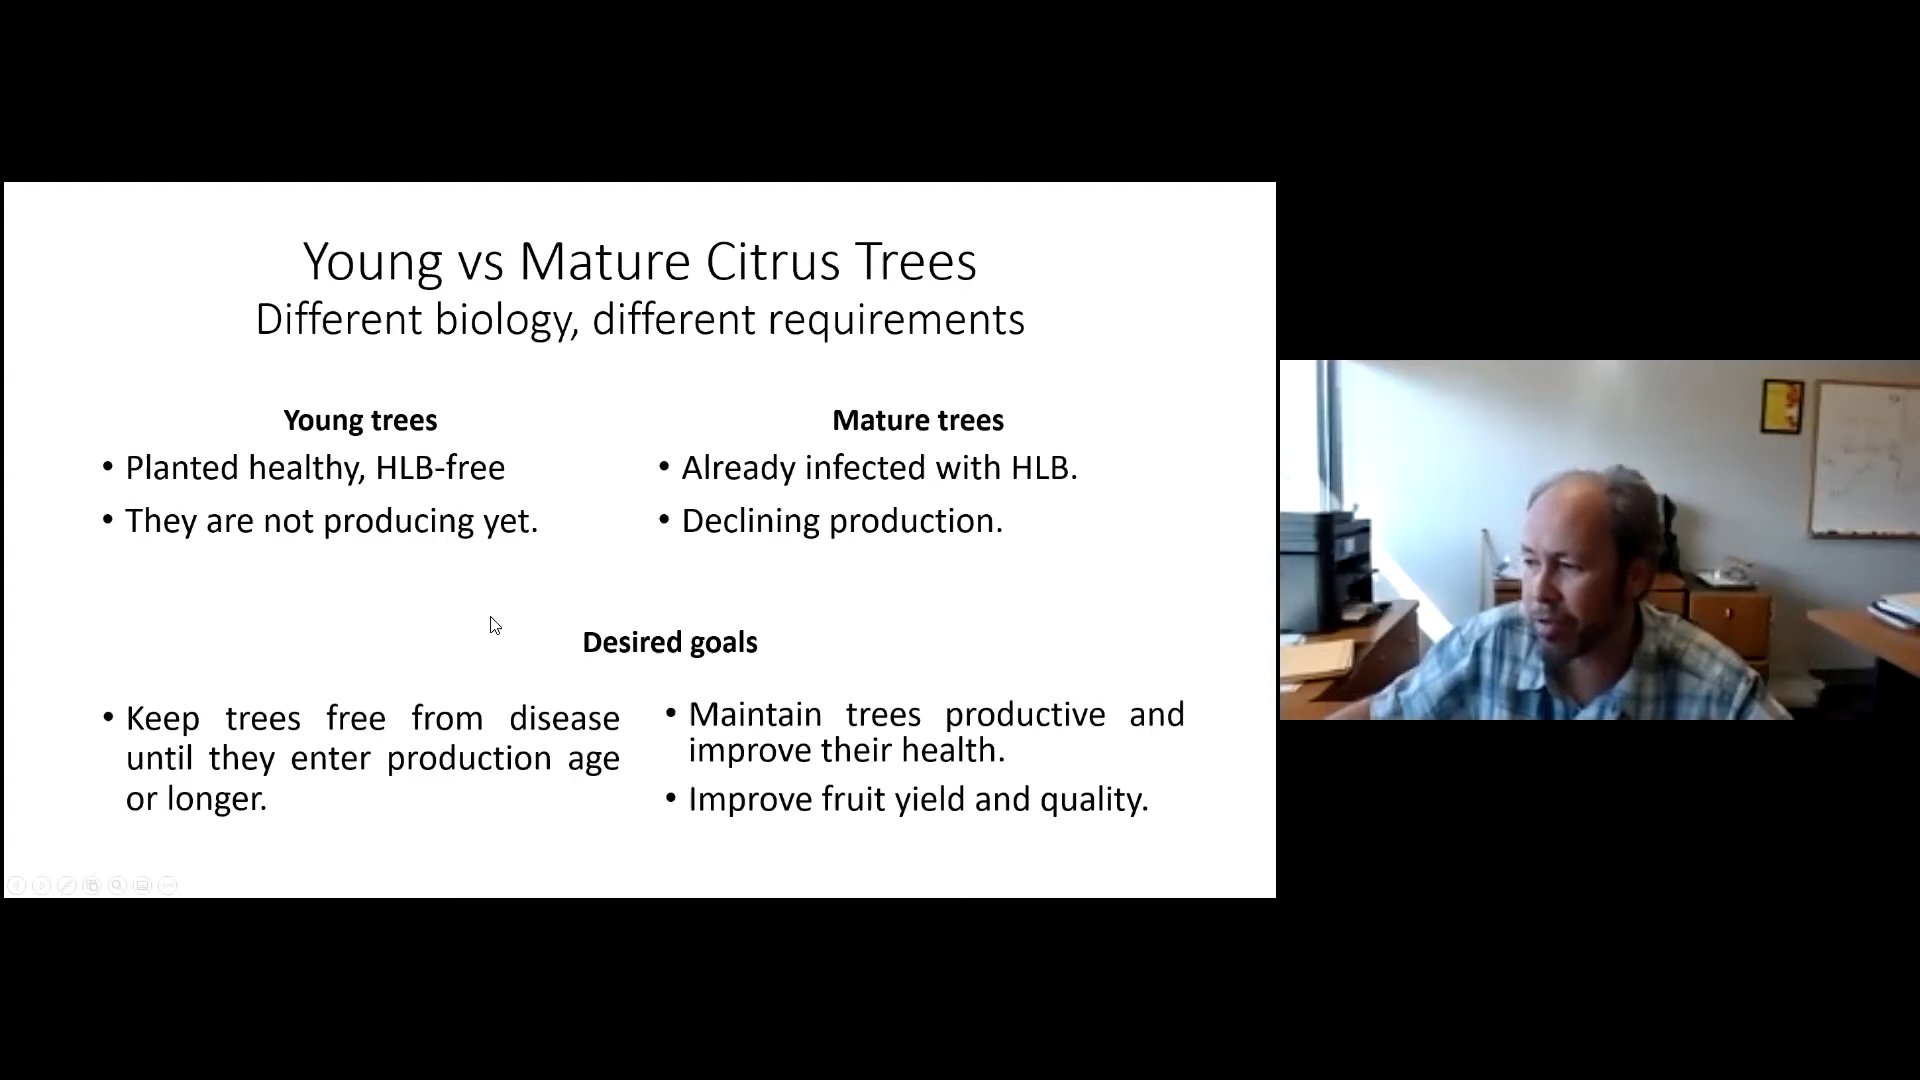 Young vs Mature Citrus Trees
Different biology, different requirements
Young trees
• Planted healthy, HLB-free
• They are not producing yet.
Mature trees
• Already infected with HLB.
• Declining production.
Desired goals
• Keep trees free from disease
until they enter production age
or longer.
• Maintain trees productive and
improve their health.
• Improve fruit yield and quality.